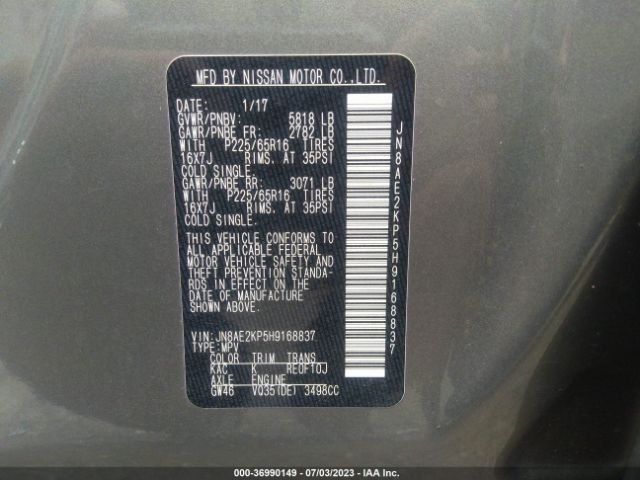 MFD BY NISSAN MOTOR CO.,LTD.
DATE: 1/17
GVWR/PNBV: 5818 LB
GAWR/PNBE FR: 2782 LB
WITH P225/65R16 TIRES
16X7J RIMS. AT 35PSI
COLD SINGLE.
GAWR/PNBE RR: 3071 LB
WITH P225/65R16 TIRES
16X7J RIMS. AT 35PSI
COLD SINGLE.
THIS VEHICLE CONFORMS TO
ALL APPLICABLE FEDERAL
MOTOR VEHICLE SAFETY AND
THEFT PREVENTION STANDA-
RDS IN EFFECT ON THE
DATE OF MANUFACTURE
SHOWN ABOVE.
VIN: JN8AE2KP5H9168837
TYPE: MPV
COLOR TRIM TRANS
KAC K RE0F10J
AXLE ENGINE
GW46 VQ35(DE) 3498CC
JN8AE2KP5H9168837
000-36990149 - 07/03/2023 - IAA Inc.